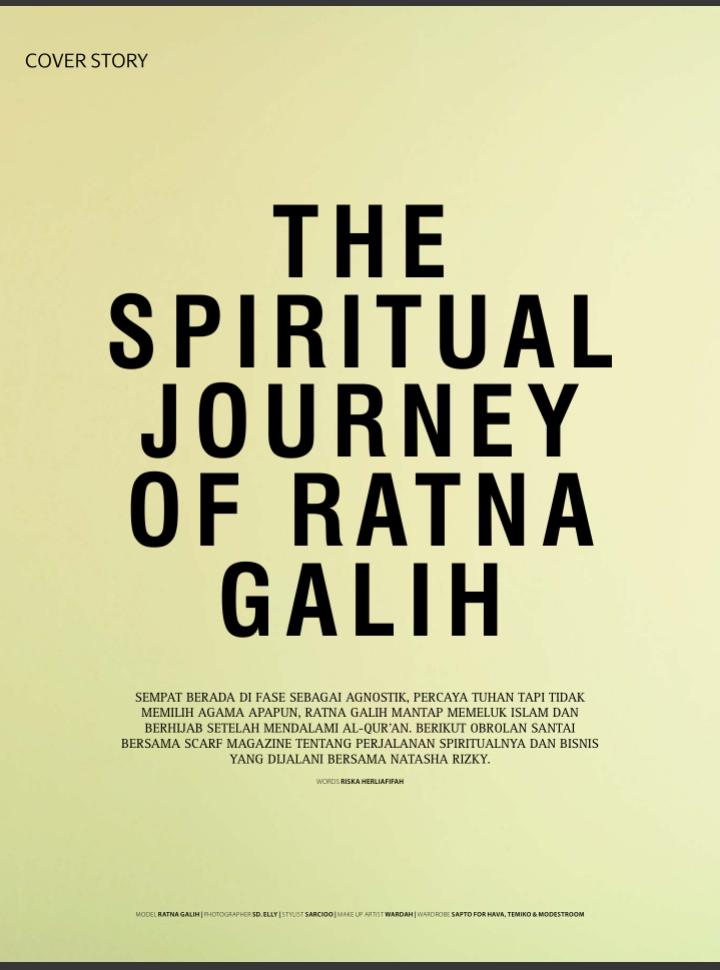 COVER STORY
THE
SPIRITUAL
JOURNEY
OF RATNA
GALIH
SEMPAT BERADA DI FASE SEBAGAI AGNOSTIK, PERCAYA TUHAN TAPI TIDAK
MEMILIH AGAMA APAPUN, RATNA GALIH MANTAP MEMELUK ISLAM DAN
BERHIJAB SETELAH MENDALAMI AL-QUR'AN. BERIKUT OBROLAN SANTAI
BERSAMA SCARF MAGAZINE TENTANG PERJALANAN SPIRITUALNYA DAN BISNIS
YANG DIJALANI BERSAMA NATASHA RIZKY.
WORDS RISKA HERLIAFIFAH
MODEL RATNA GALIH | PHOTOGRAPHER SD. ELLY | STYLIST SARCIOO | MAKE UP ARTIST WARDAH | WARDROBE SAPTO FOR HAVA, TEMIKO & MODESTROOM